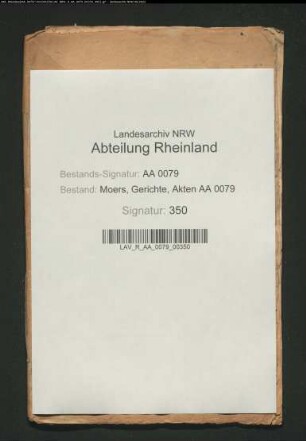 Landesarchiv NRW
Abteilung Rheinland
Bestands-Signatur: AA 0079
Bestand: Moers, Gerichte, Akten AA 0079
Signatur: 350
LAV_R_AA_0079_00350